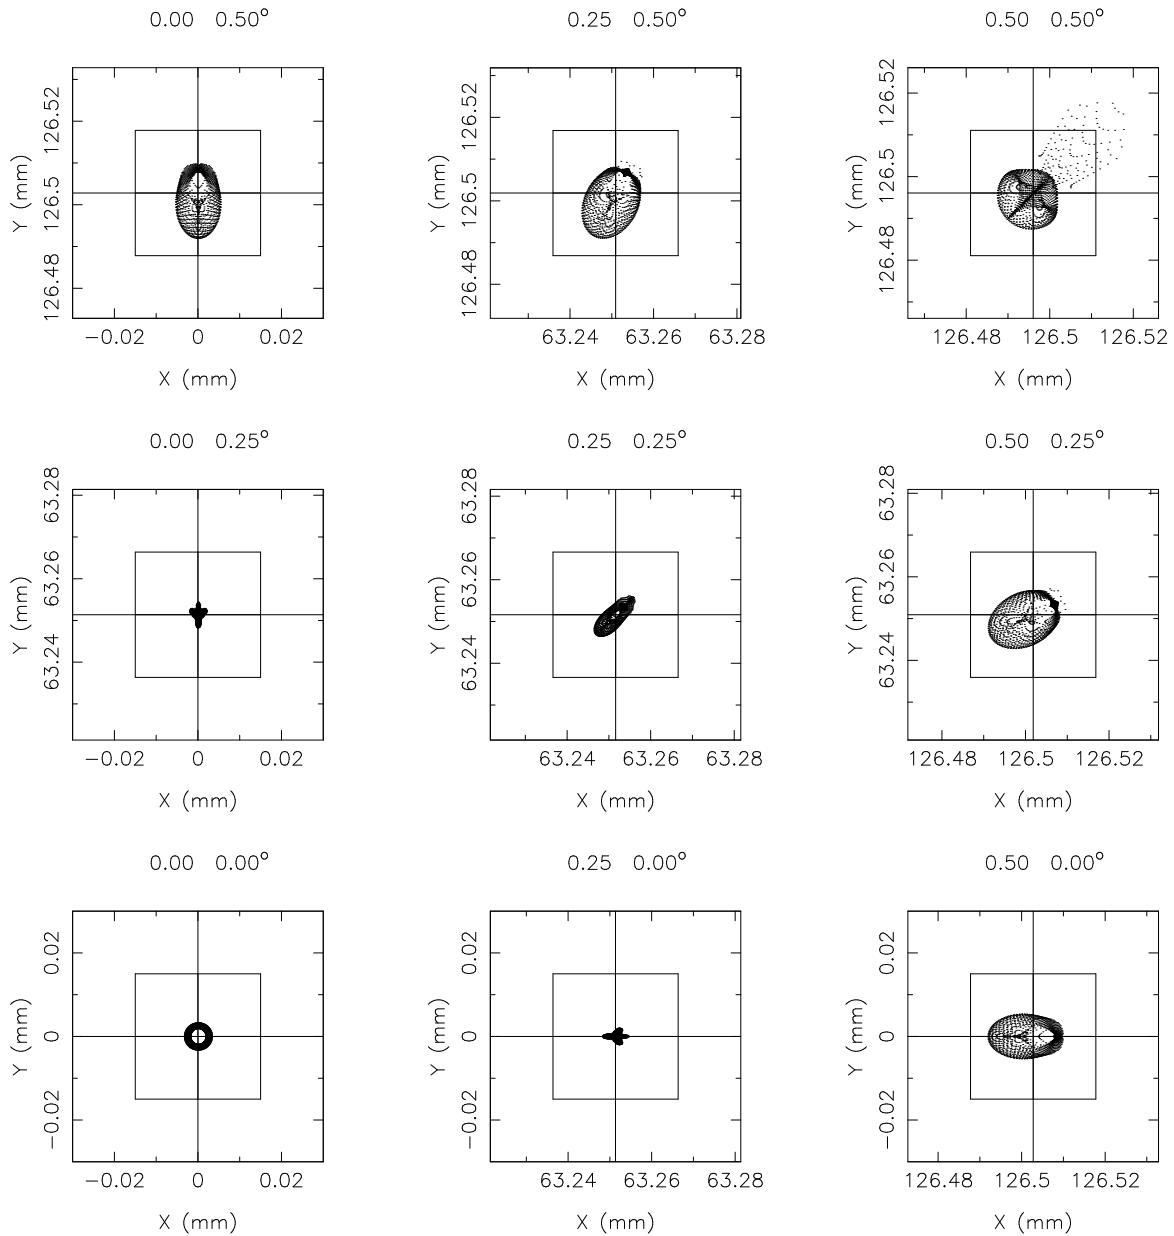 0.00 0.50° 0.25 0.50° 0.50 0.50°
Y (mm) 126.48 126.5 126.52 Y (mm) 126.48 126.5 126.52 Y (mm) 126.48 126.5 126.52
−0.02 0 0.02 63.24 63.26 63.28 126.48 126.5 126.52
X (mm) X (mm) X (mm)
0.00 0.25° 0.25 0.25° 0.50 0.25°
Y (mm) 63.24 63.26 63.28 Y (mm) 63.24 63.26 63.28 Y (mm) 63.24 63.26 63.28
−0.02 0 0.02 63.24 63.26 63.28 126.48 126.5 126.52
X (mm) X (mm) X (mm)
0.00 0.00° 0.25 0.00° 0.50 0.00°
Y (mm) −0.02 0 0.02 Y (mm) −0.02 0 0.02 Y (mm) −0.02 0 0.02
−0.02 0 0.02 63.24 63.26 63.28 126.48 126.5 126.52
X (mm) X (mm) X (mm)